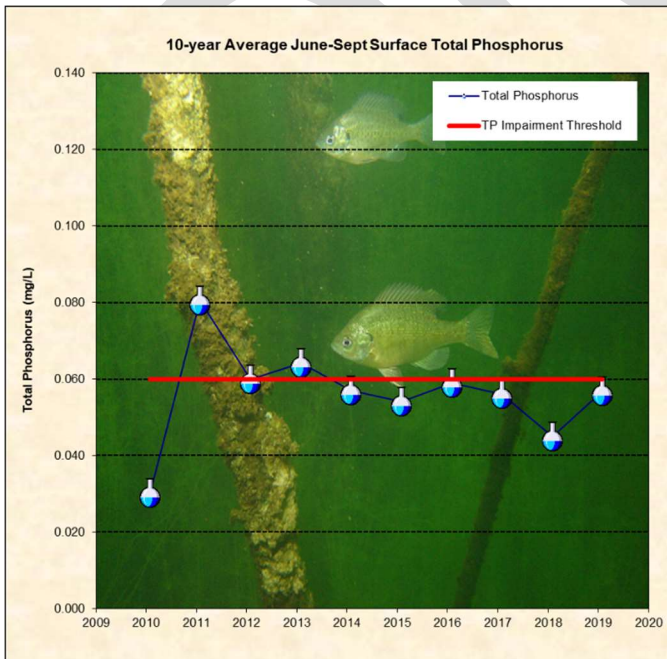 10-year Average June-Sept Surface Total Phosphorus
0.140
0.120
0.100
0.080
0.060
0.040
0.020
0.000
Total Phosphorus (mg/L)
Total Phosphorus
TP Impairment Threshold
2009 2010 2011 2012 2013 2014 2015 2016 2017 2018 2019 2020